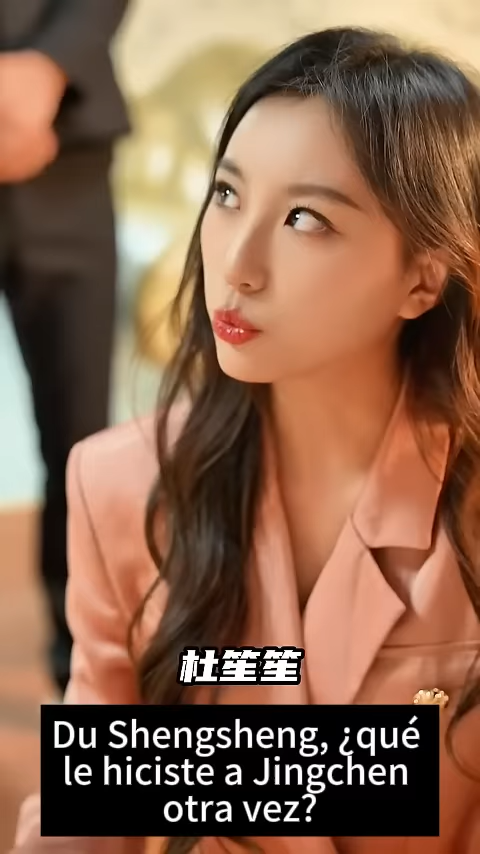 杜笙笙
Du Shengsheng, ¿qué
le hiciste a Jingchen
otra vez?